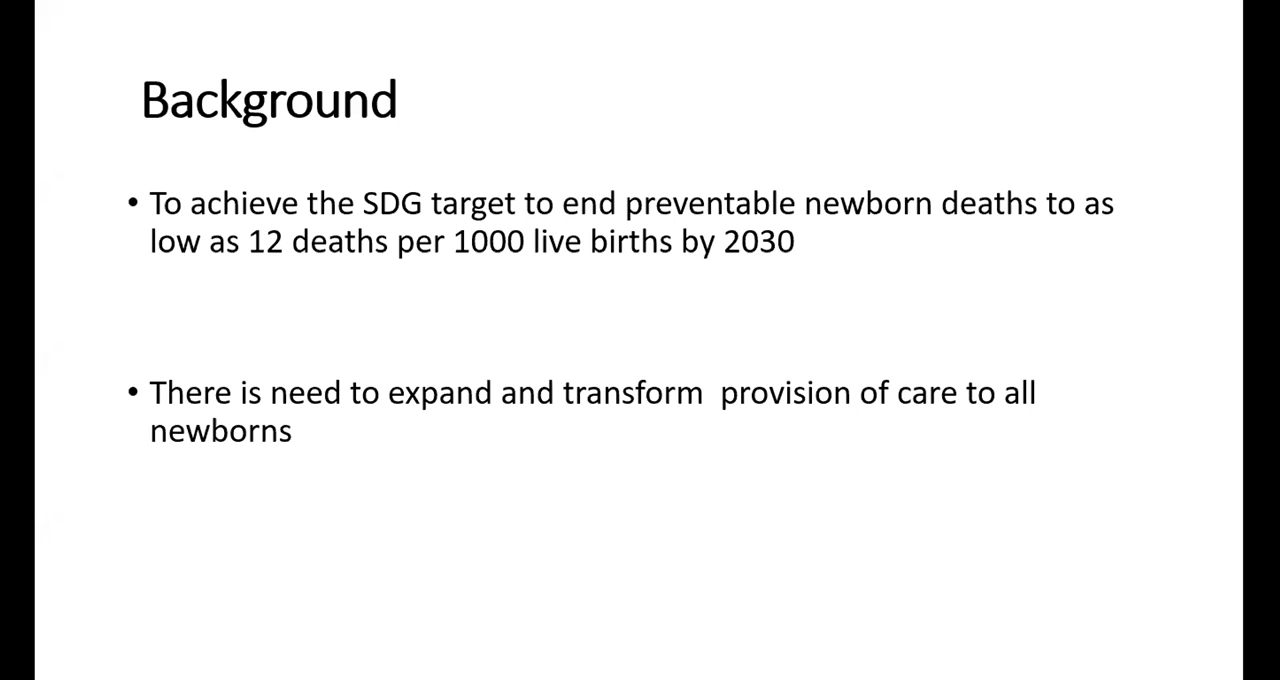 Background
• To achieve the SDG target to end preventable newborn deaths to as
low as 12 deaths per 1000 live births by 2030
• There is need to expand and transform  provision of care to all
newborns